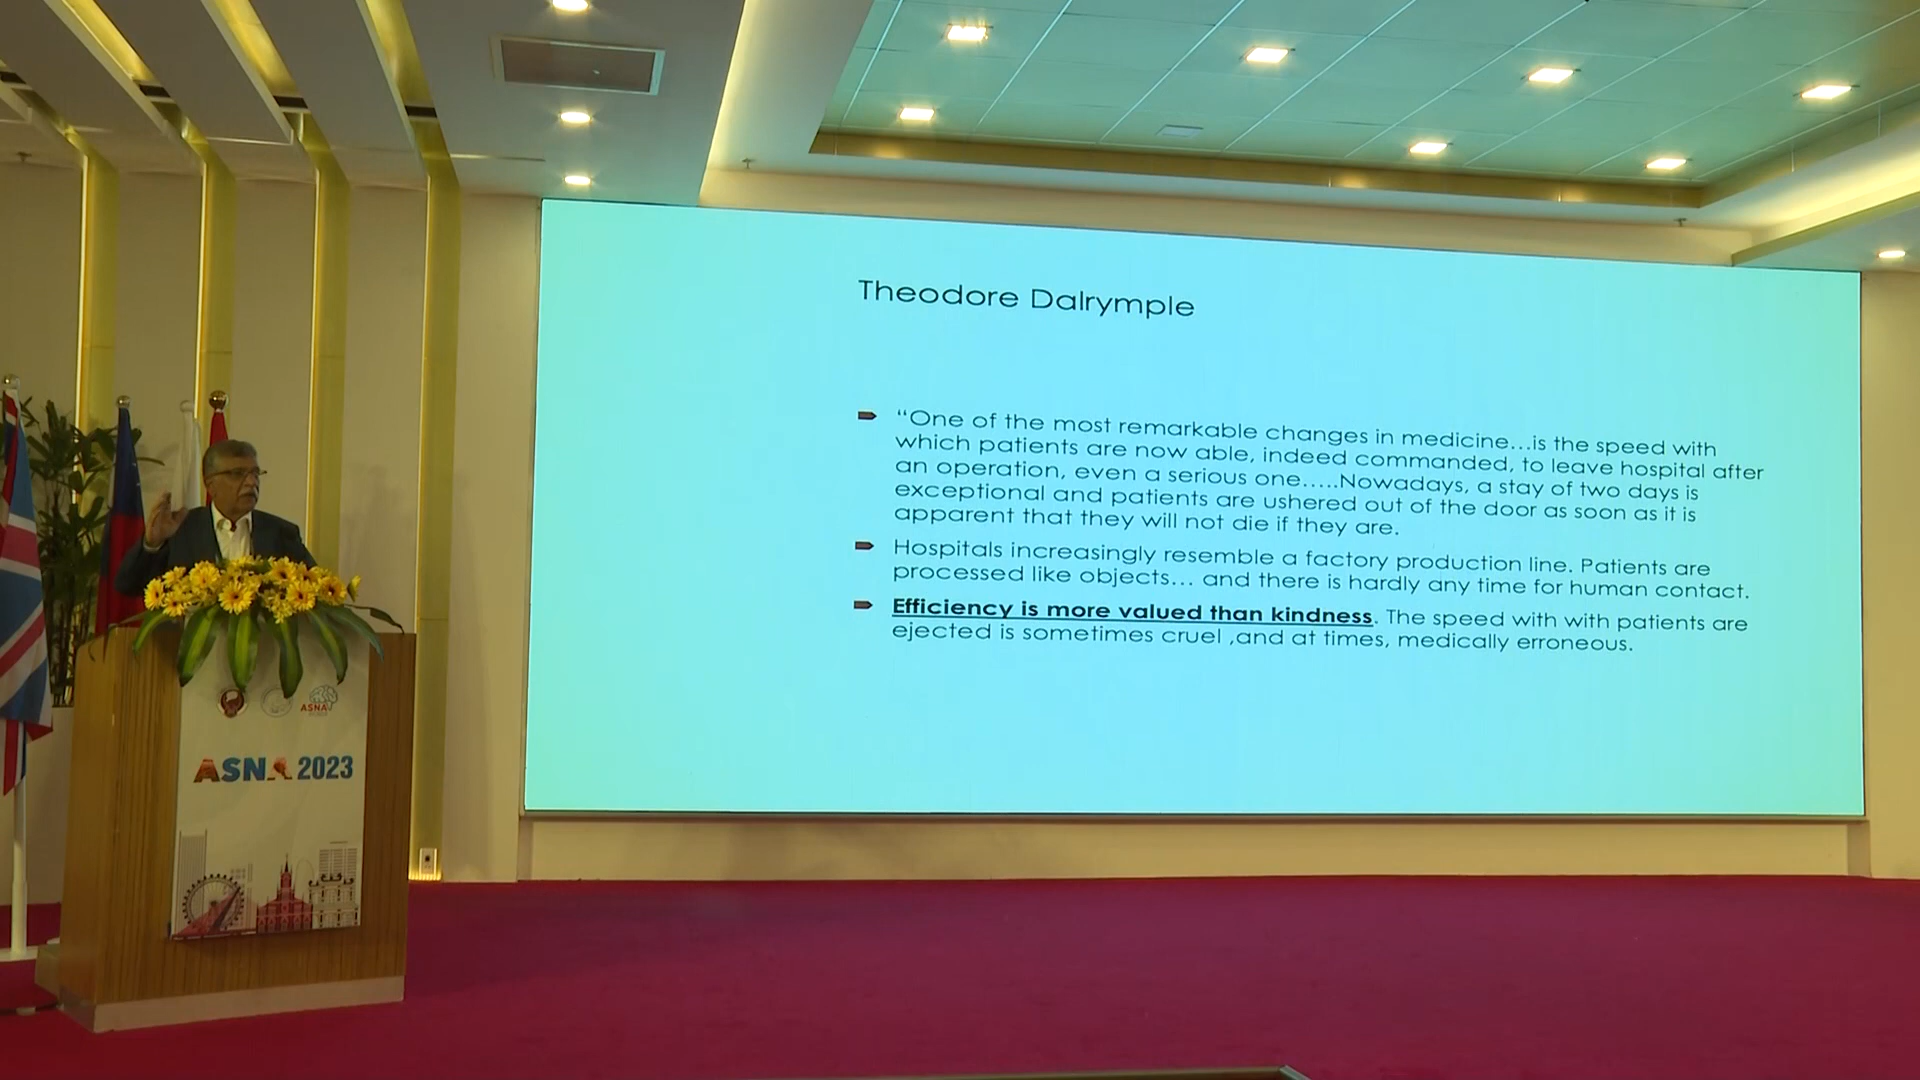 Theodore Dalrymple
“One of the most remarkable changes in medicine...is the speed with
which patients are now able, indeed commanded, to leave hospital after
an operation, even a serious one.....Nowadays, a stay of two days is
exceptional and patients are ushered out of the door as soon as it is
apparent that they will not die if they are.
Hospitals increasingly resemble a factory production line. Patients are
processed like objects... and there is hardly any time for human contact.
Efficiency is more valued than kindness. The speed with with patients are
ejected is sometimes cruel ,and at times, medically erroneous.
ASNA
ASNA 2023